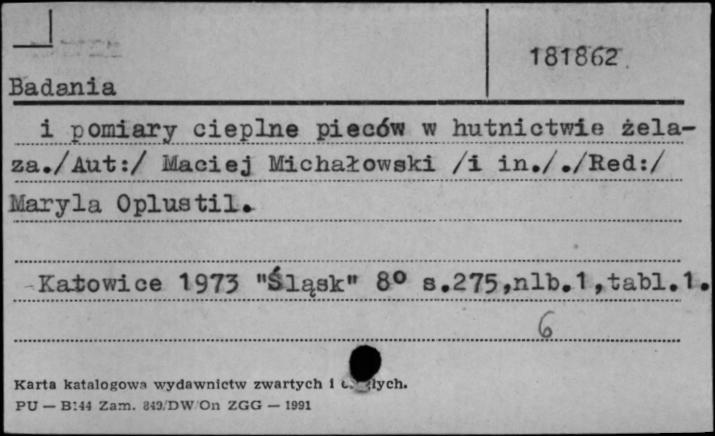 181862
Badania
i pomiary cieplne pieców w hutnictwie żela-
za./Aut:/ Maciej Michałowski /i in./ ./Red:/
Maryla Oplustil.
Katowice 1973 "Śląsk" 8° s.275,nlb.1,tabl.1.
6
Karta katalogowa wydawnictw zwartych i
PU — B144 Zam. 849/DW/On ZGG — 1991